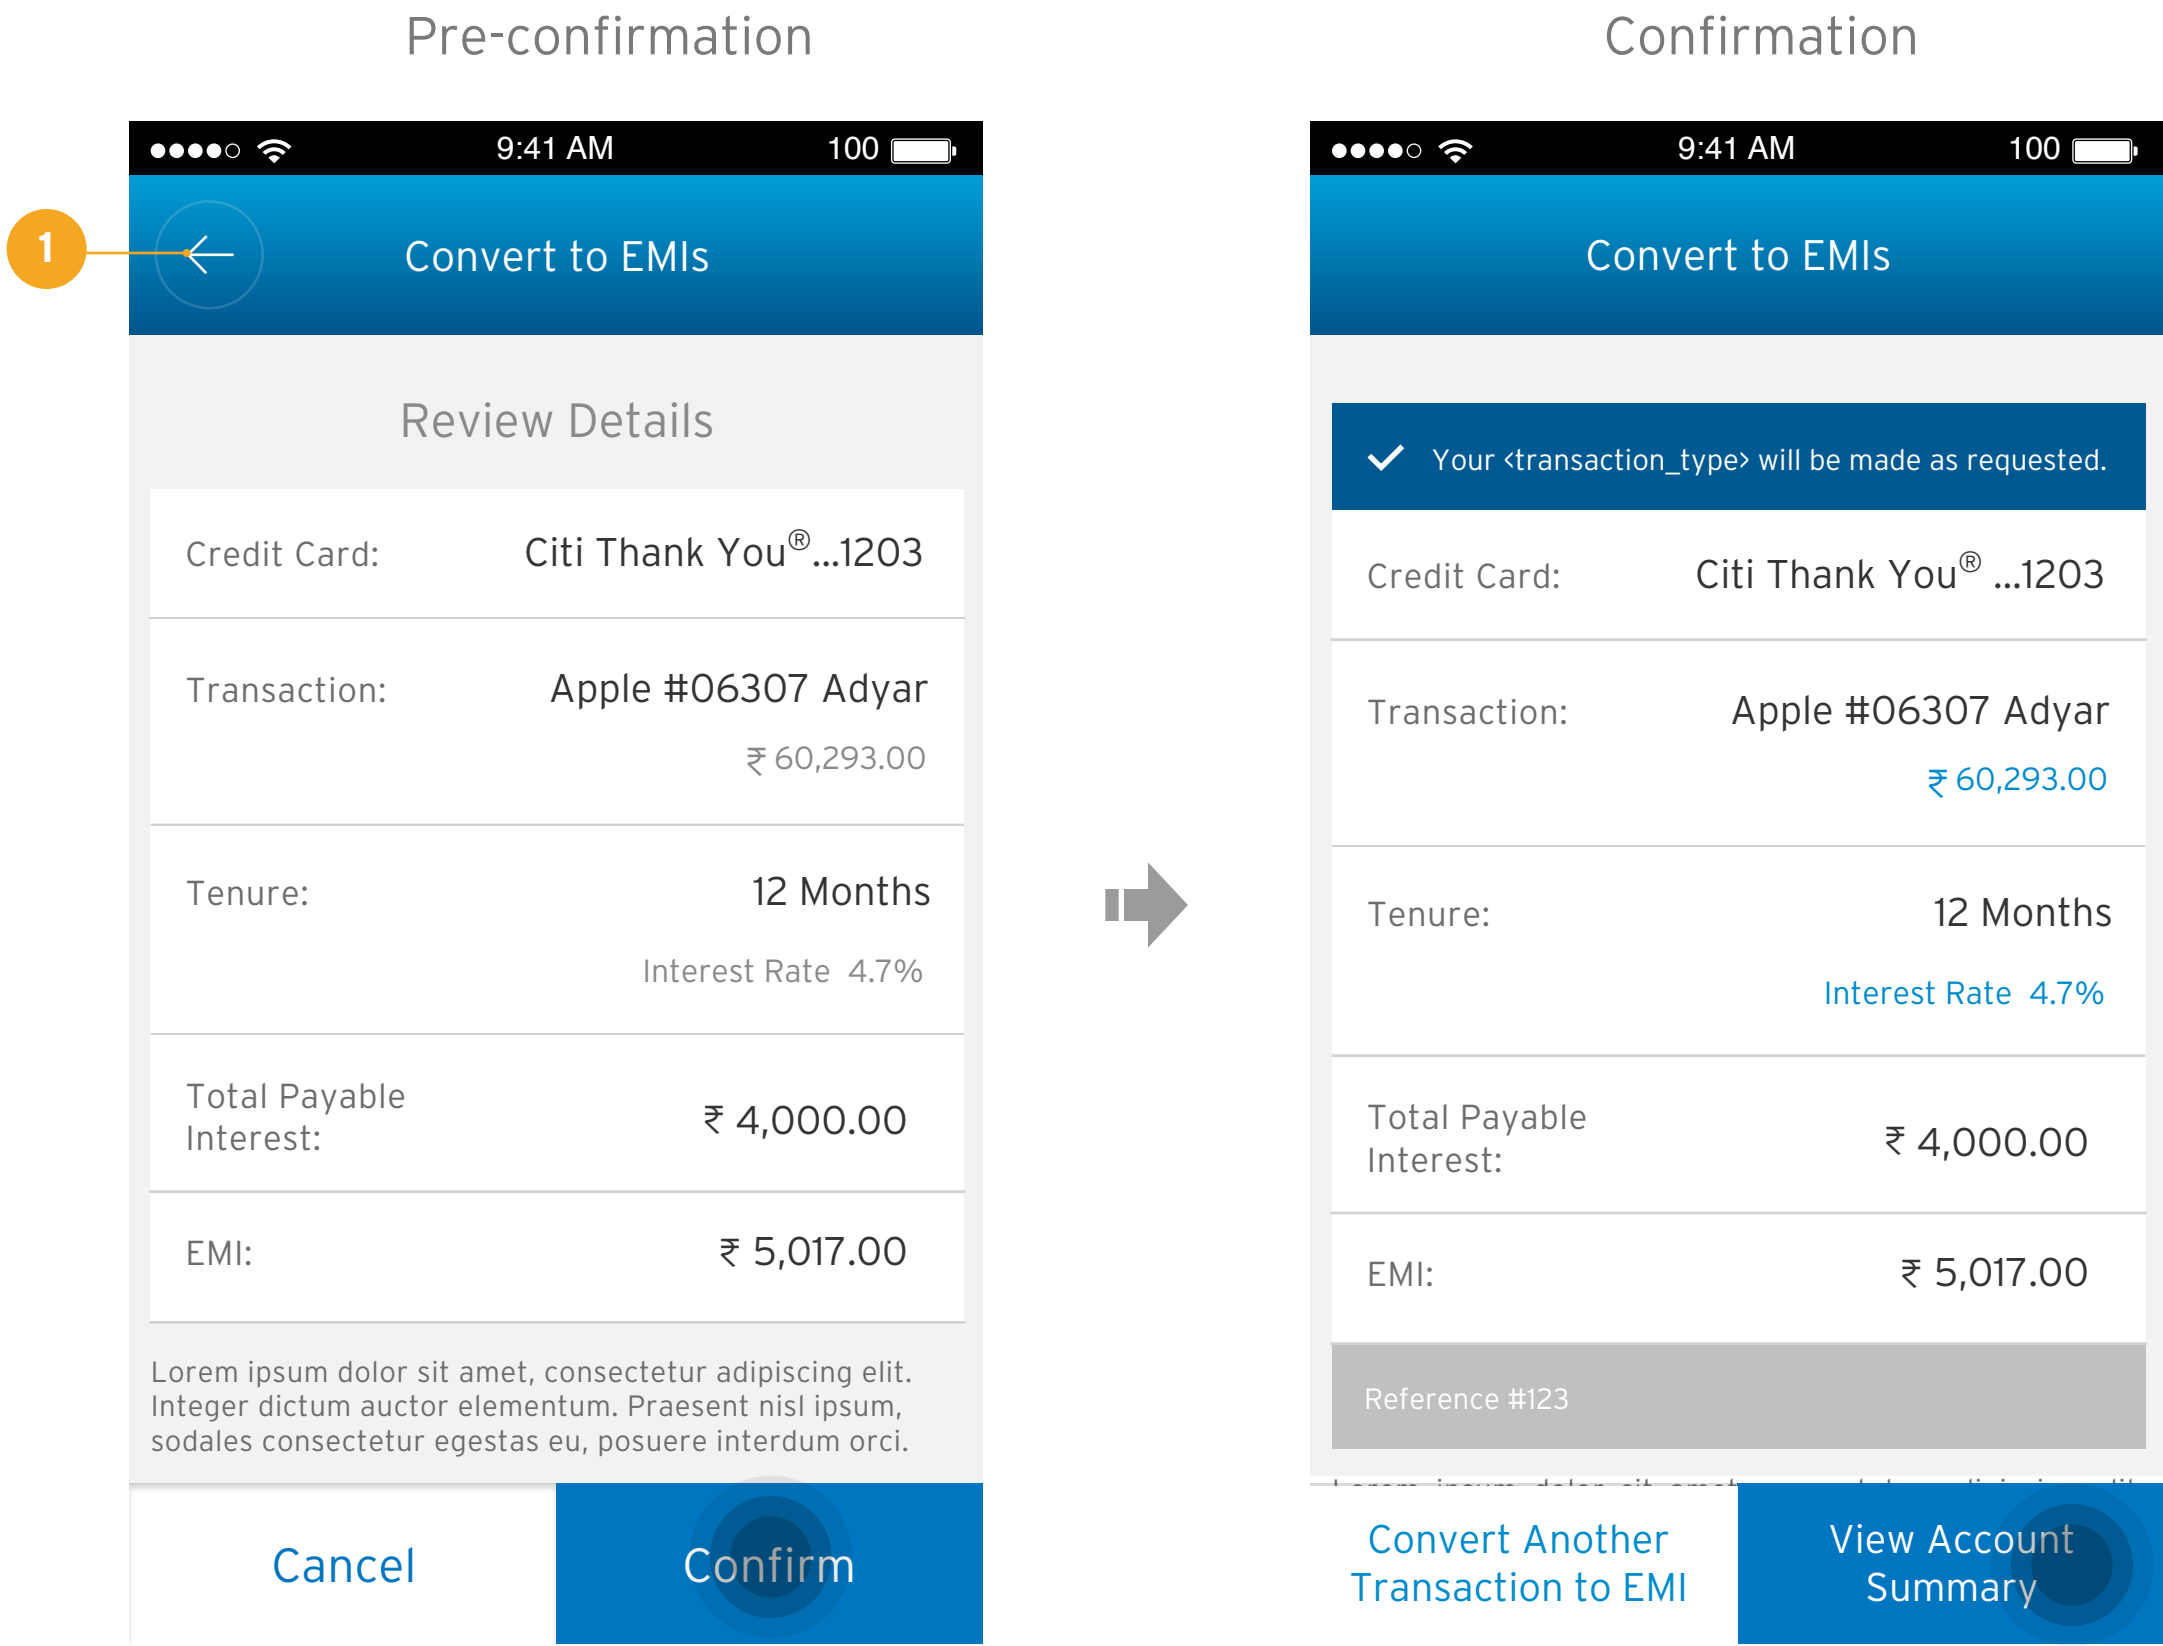 Pre-confirmation
9:41 AM
100
1
Convert to EMIs
Review Details
Credit Card:
Citi Thank You®...1203
Transaction:
Apple #06307 Adyar
₹ 60,293.00
Tenure:
12 Months
Interest Rate 4.7%
Total Payable
Interest:
₹ 4,000.00
EMI:
₹ 5,017.00
Lorem ipsum dolor sit amet, consectetur adipiscing elit.
Integer dictum auctor elementum. Praesent nisl ipsum,
sodales consectetur egestas eu, posuere interdum orci.
Cancel
Confirm
Confirmation
9:41 AM
100
Convert to EMIs
Your <transaction_type> will be made as requested.
Credit Card:
Citi Thank You® ...1203
Transaction:
Apple #06307 Adyar
₹ 60,293.00
Tenure:
12 Months
Interest Rate 4.7%
Total Payable
Interest:
₹ 4,000.00
EMI:
₹ 5,017.00
Reference #123
Convert Another
Transaction to EMI
View Account
Summary